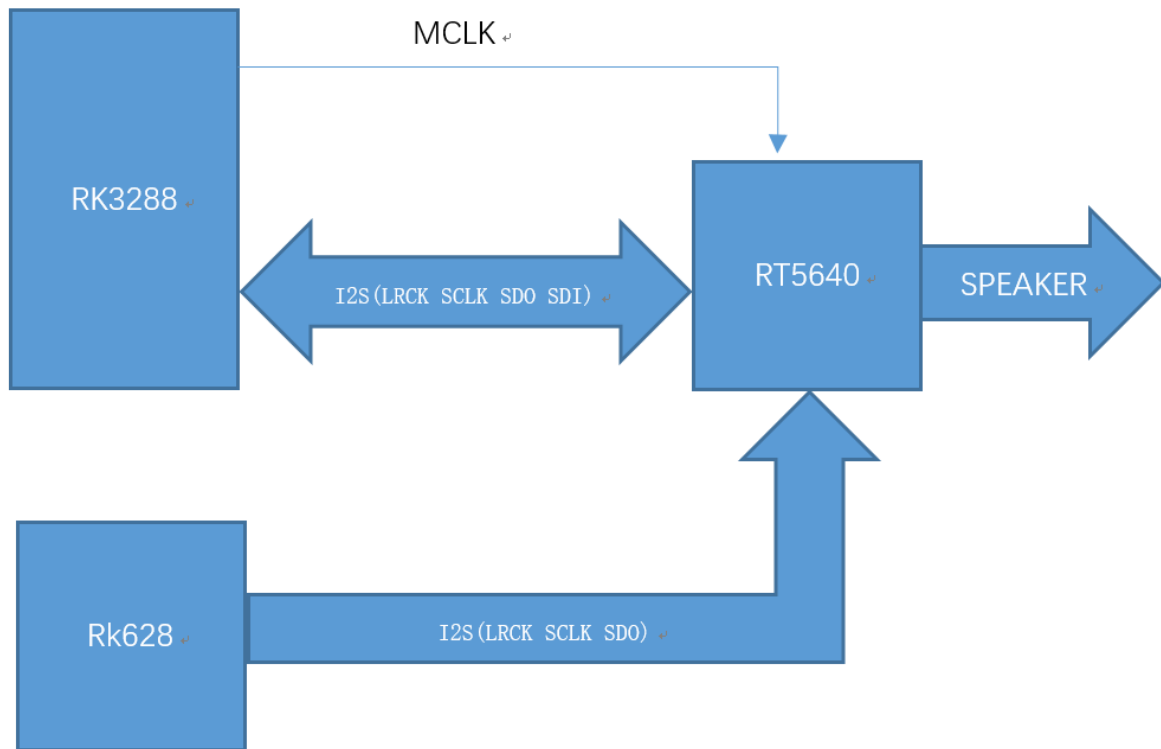 MCLK
RK3288
RT5640
I2S(LRCK SCLK SDO SDI)
SPEAKER
Rk628
I2S(LRCK SCLK SDO)